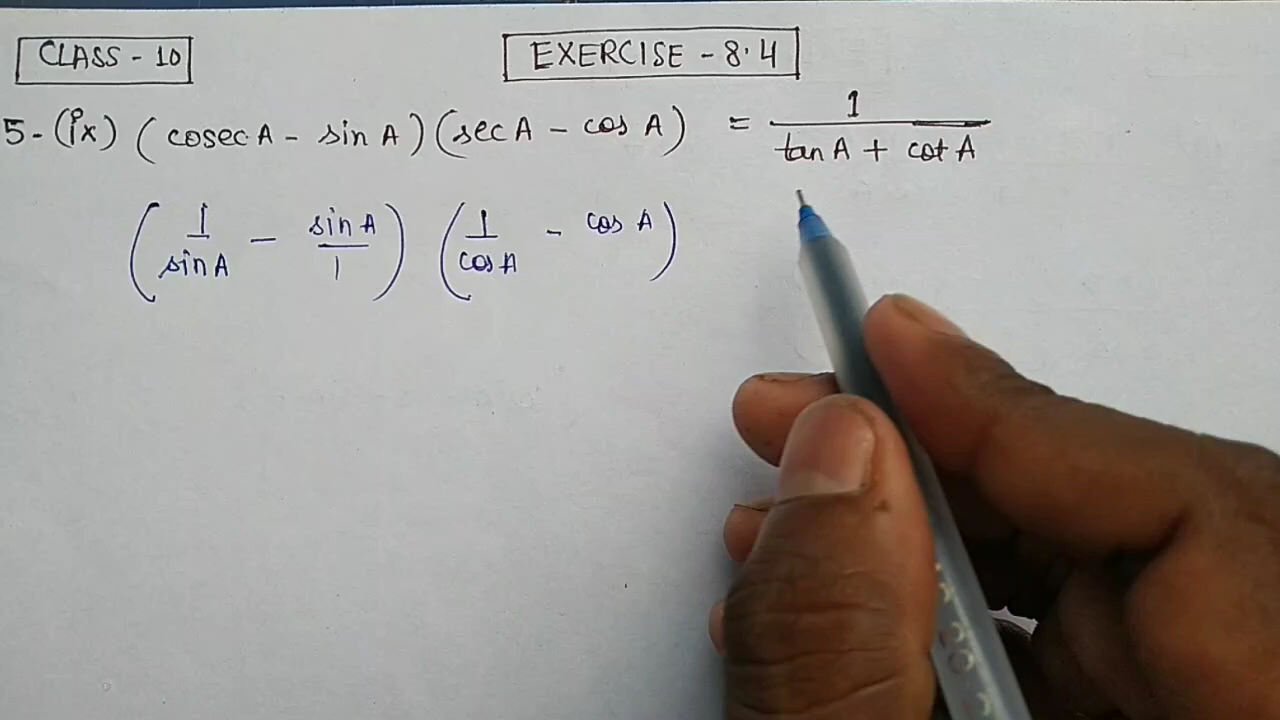 CLASS - 10
EXERCISE - 8.4
5 - (ix) (cosec A - sin A) (sec A - cos A) = 1 / (tan A + cot A)
(1/sin A - sin A/1) (1/cos A - cos A)